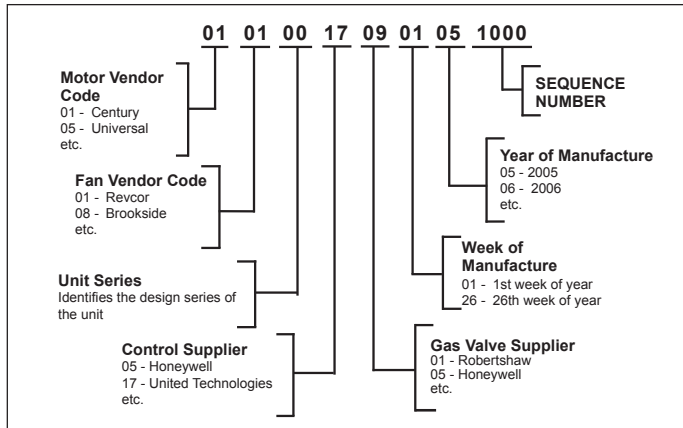 01 01 00 17 09 01 05 1000
Motor Vendor
Code
01 - Century
05 - Universal
etc.
SEQUENCE
NUMBER
Fan Vendor Code
01 - Revcor
08 - Brookside
etc.
Year of Manufacture
05 - 2005
06 - 2006
etc.
Unit Series
Identifies the design series of
the unit
Week of
Manufacture
01 - 1st week of year
26 - 26th week of year
Control Supplier
05 - Honeywell
17 - United Technologies
etc.
Gas Valve Supplier
01 - Robertshaw
05 - Honeywell
etc.